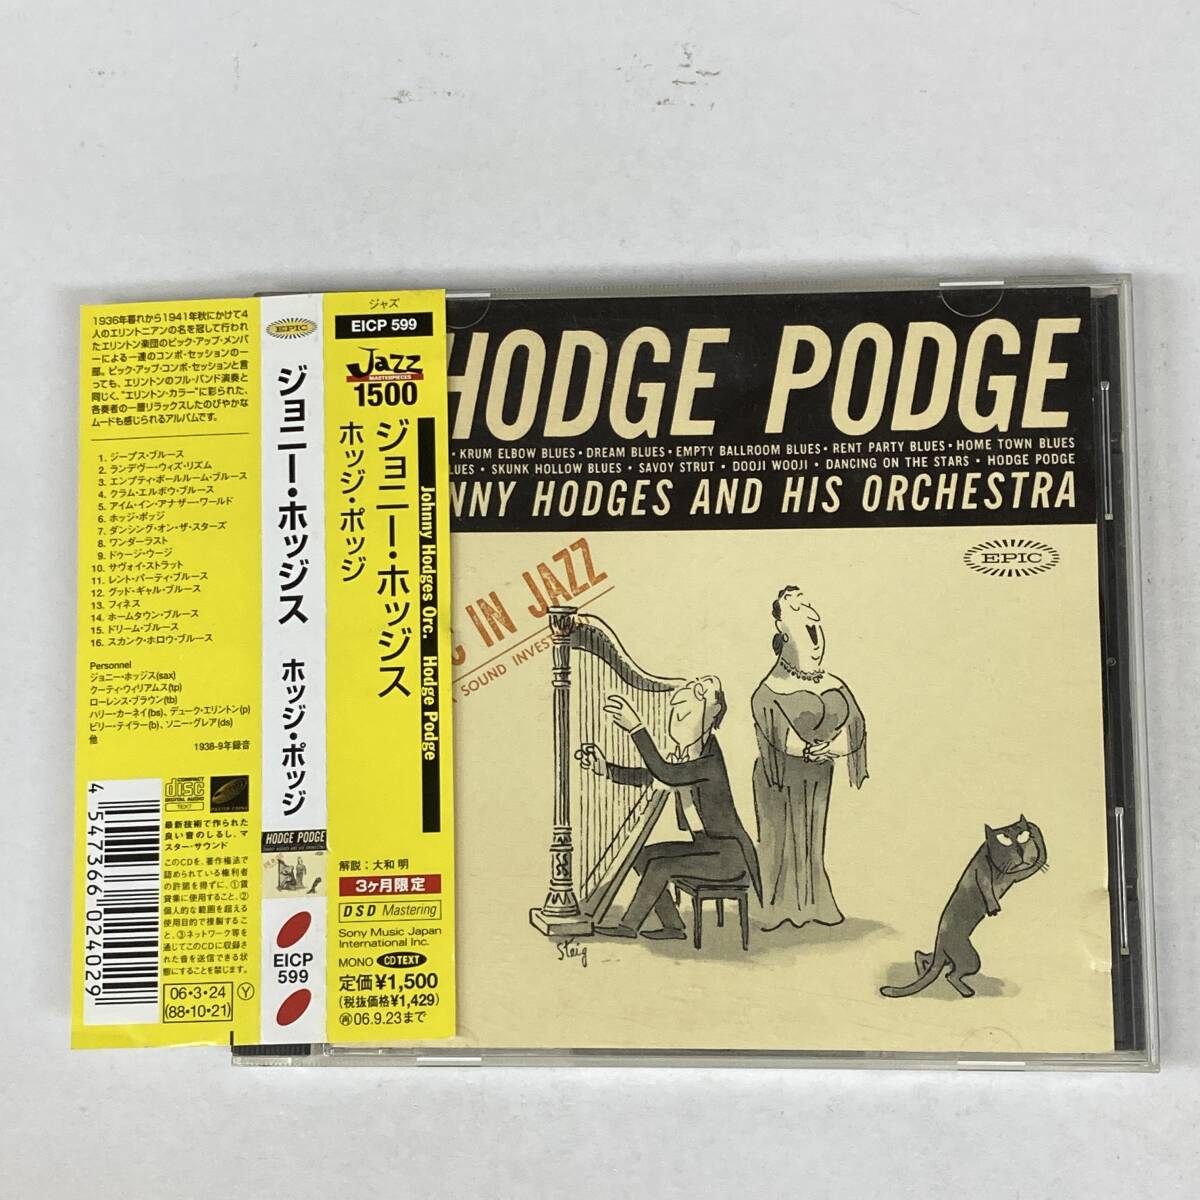 1936年暮れから1941年秋にかけて4
人のエリントニアンの名を冠して行われ
たエリントン楽団のピック・アップ・メンバ
ーによる一連のコンボ・セッションの一
部。ピック・アップ・コンボ・セッションと言
っても、エリントンのフル・バンド演奏と
同じく、“エリントン・カラー”に彩られた、
各奏者の一層リラックスしたのびやかな
ムードも感じられるアルバムです。
1. ジープス・ブルース
2. ランデヴー・ウィズ・リズム
3. エンプティ・ボールルーム・ブルース
4. クラム・エルボウ・ブルース
5. アイム・イン・アナザー・ワールド
6. ホッジ・ポッジ
7. ダンシング・オン・ザ・スターズ
8. ワンダーラスト
9. ドゥージ・ウージ
10. サヴォイ・ストラット
11. レント・パーティ・ブルース
12. グッド・ギャル・ブルース
13. フィネス
14. ホームタウン・ブルース
15. ドリーム・ブルース
16. スカンク・ホロウ・ブルース
Personnel
ジョニー・ホッジス(sax)
クーティ・ウィリアムス(tp)
ローレンス・ブラウン(tb)
ハリー・カーネイ(bs)、デューク・エリントン(p)
ビリー・テイラー(b)、ソニー・グレア(ds)
他
1938-9年録音
4 547366 024029
COMPACT
disc
DIGITAL AUDIO
TEXT
最新技術で作られた
良い音のしるし、マ
スター・サウンド
このCDを、著作権法で
認められている権利者
の許諾を得ずに、①賃
貸業に使用すること、②
個人的な範囲を超える
使用目的で複製するこ
と、③ネットワーク等を
通じてこのCDに収録さ
れた音を送信できる状
態にすることを禁じます。
06・3・24
(88・10・21)
Y
EPIC
ジョニー・ホッジス ホッジ・ポッジ
HODGE PODGE
EICP
599
ジャズ
EICP 599
Jazz
MASTERPIECES
1500
ジョニー・ホッジス
ホッジ・ポッジ
Johnny Hodges Orc. Hodge Podge
解説：大和 明
3ヶ月限定
DSD Mastering
Sony Music Japan
International Inc.
MONO CD TEXT
定価¥1,500
(税抜価格¥1,429)
再06.9.23まで
HODGE PODGE
• KRUM ELBOW BLUES • DREAM BLUES • EMPTY BALLROOM BLUES • RENT PARTY BLUES • HOME TOWN BLUES
LUES • SKUNK HOLLOW BLUES • SAVOY STRUT • DOOJI WOOJI • DANCING ON THE STARS • HODGE PODGE
NNY HODGES AND HIS ORCHESTRA
EPIC
C IN JAZZ
SOUND INVEST
Staig